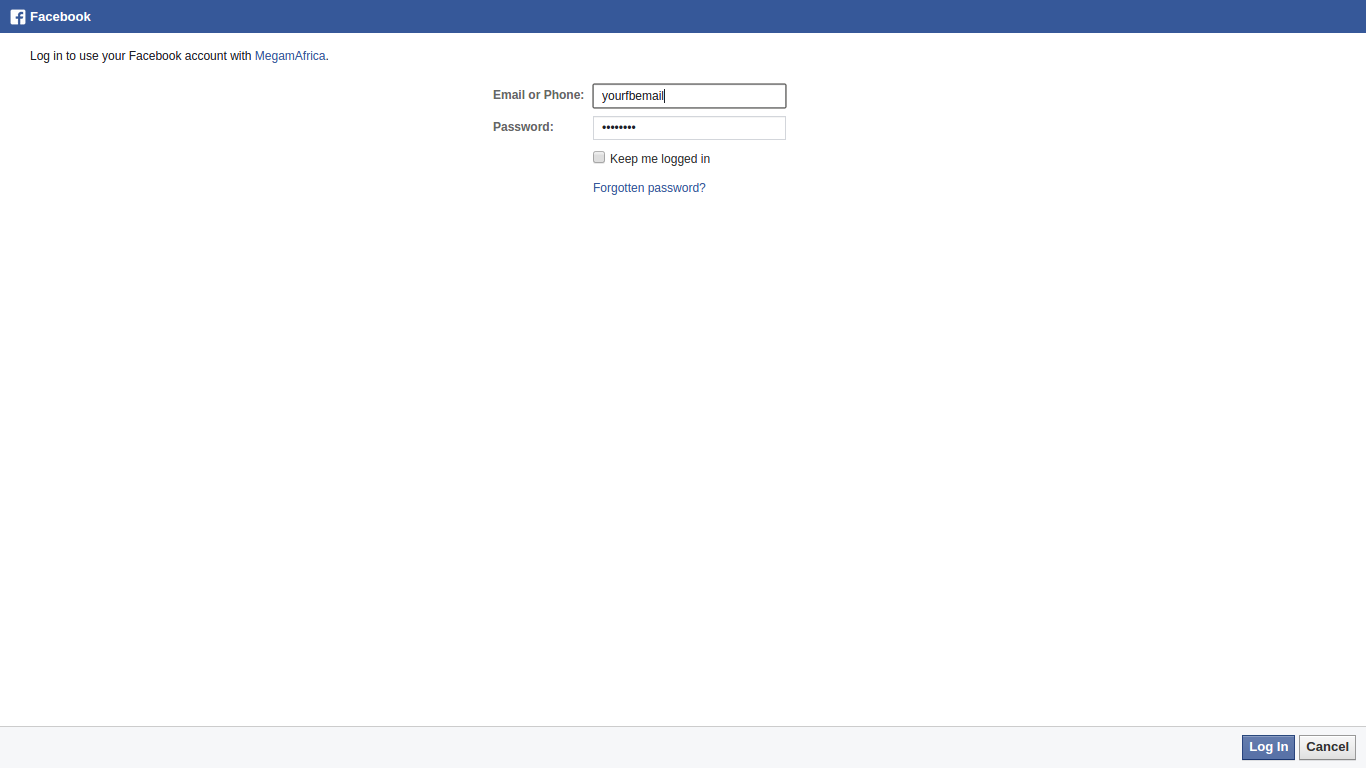 Facebook
Log in to use your Facebook account with MegamAfrica.
Email or Phone: yourfbemail
Password: ••••••••
Keep me logged in
Forgotten password?
Log In Cancel